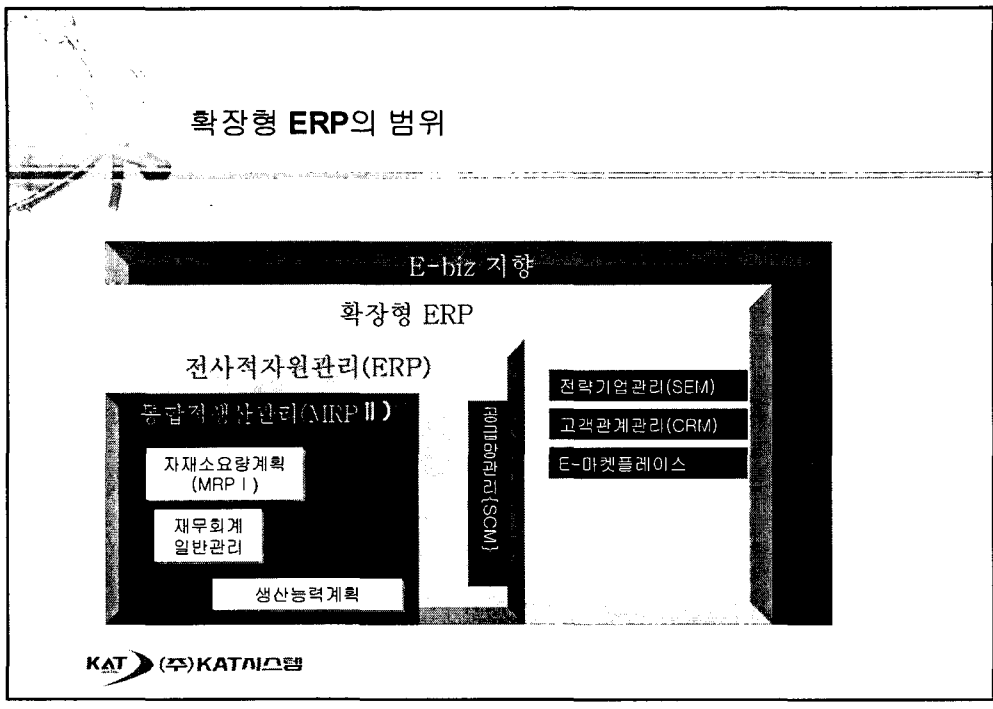 확장형 ERP의 범위
E-biz 지향
확장형 ERP
전사적자원관리(ERP)
통합적생산관리(MRPⅡ)
자재소요량계획
(MRPⅠ)
재무회계
일반관리
생산능력계획
공급망관리(SCM)
전략기업관리(SEM)
고객관계관리(CRM)
E-마켓플레이스
KAT (주)KAT시스템